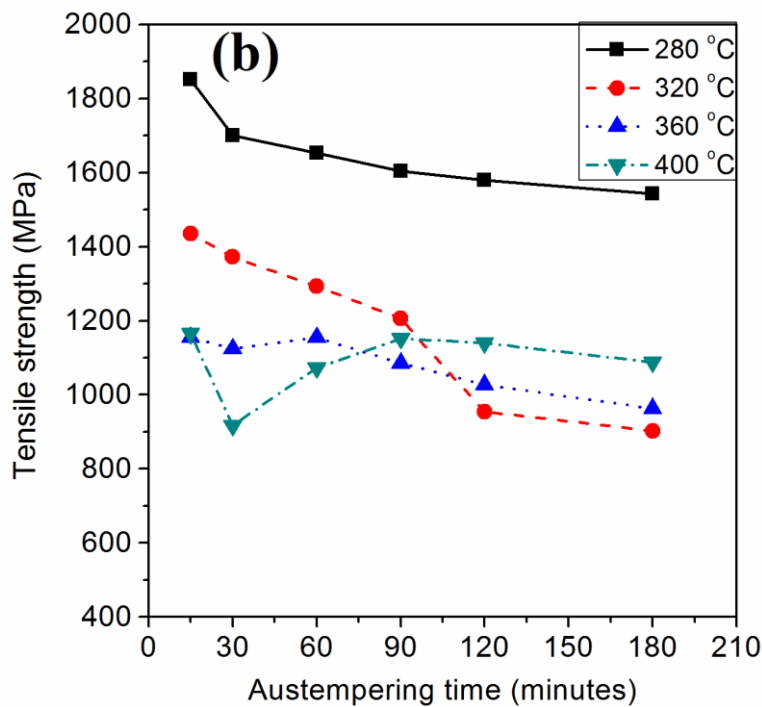 (b)
280 °C
320 °C
360 °C
400 °C
Tensile strength (MPa)
2000
1800
1600
1400
1200
1000
800
600
400
0 30 60 90 120 150 180 210
Austempering time (minutes)